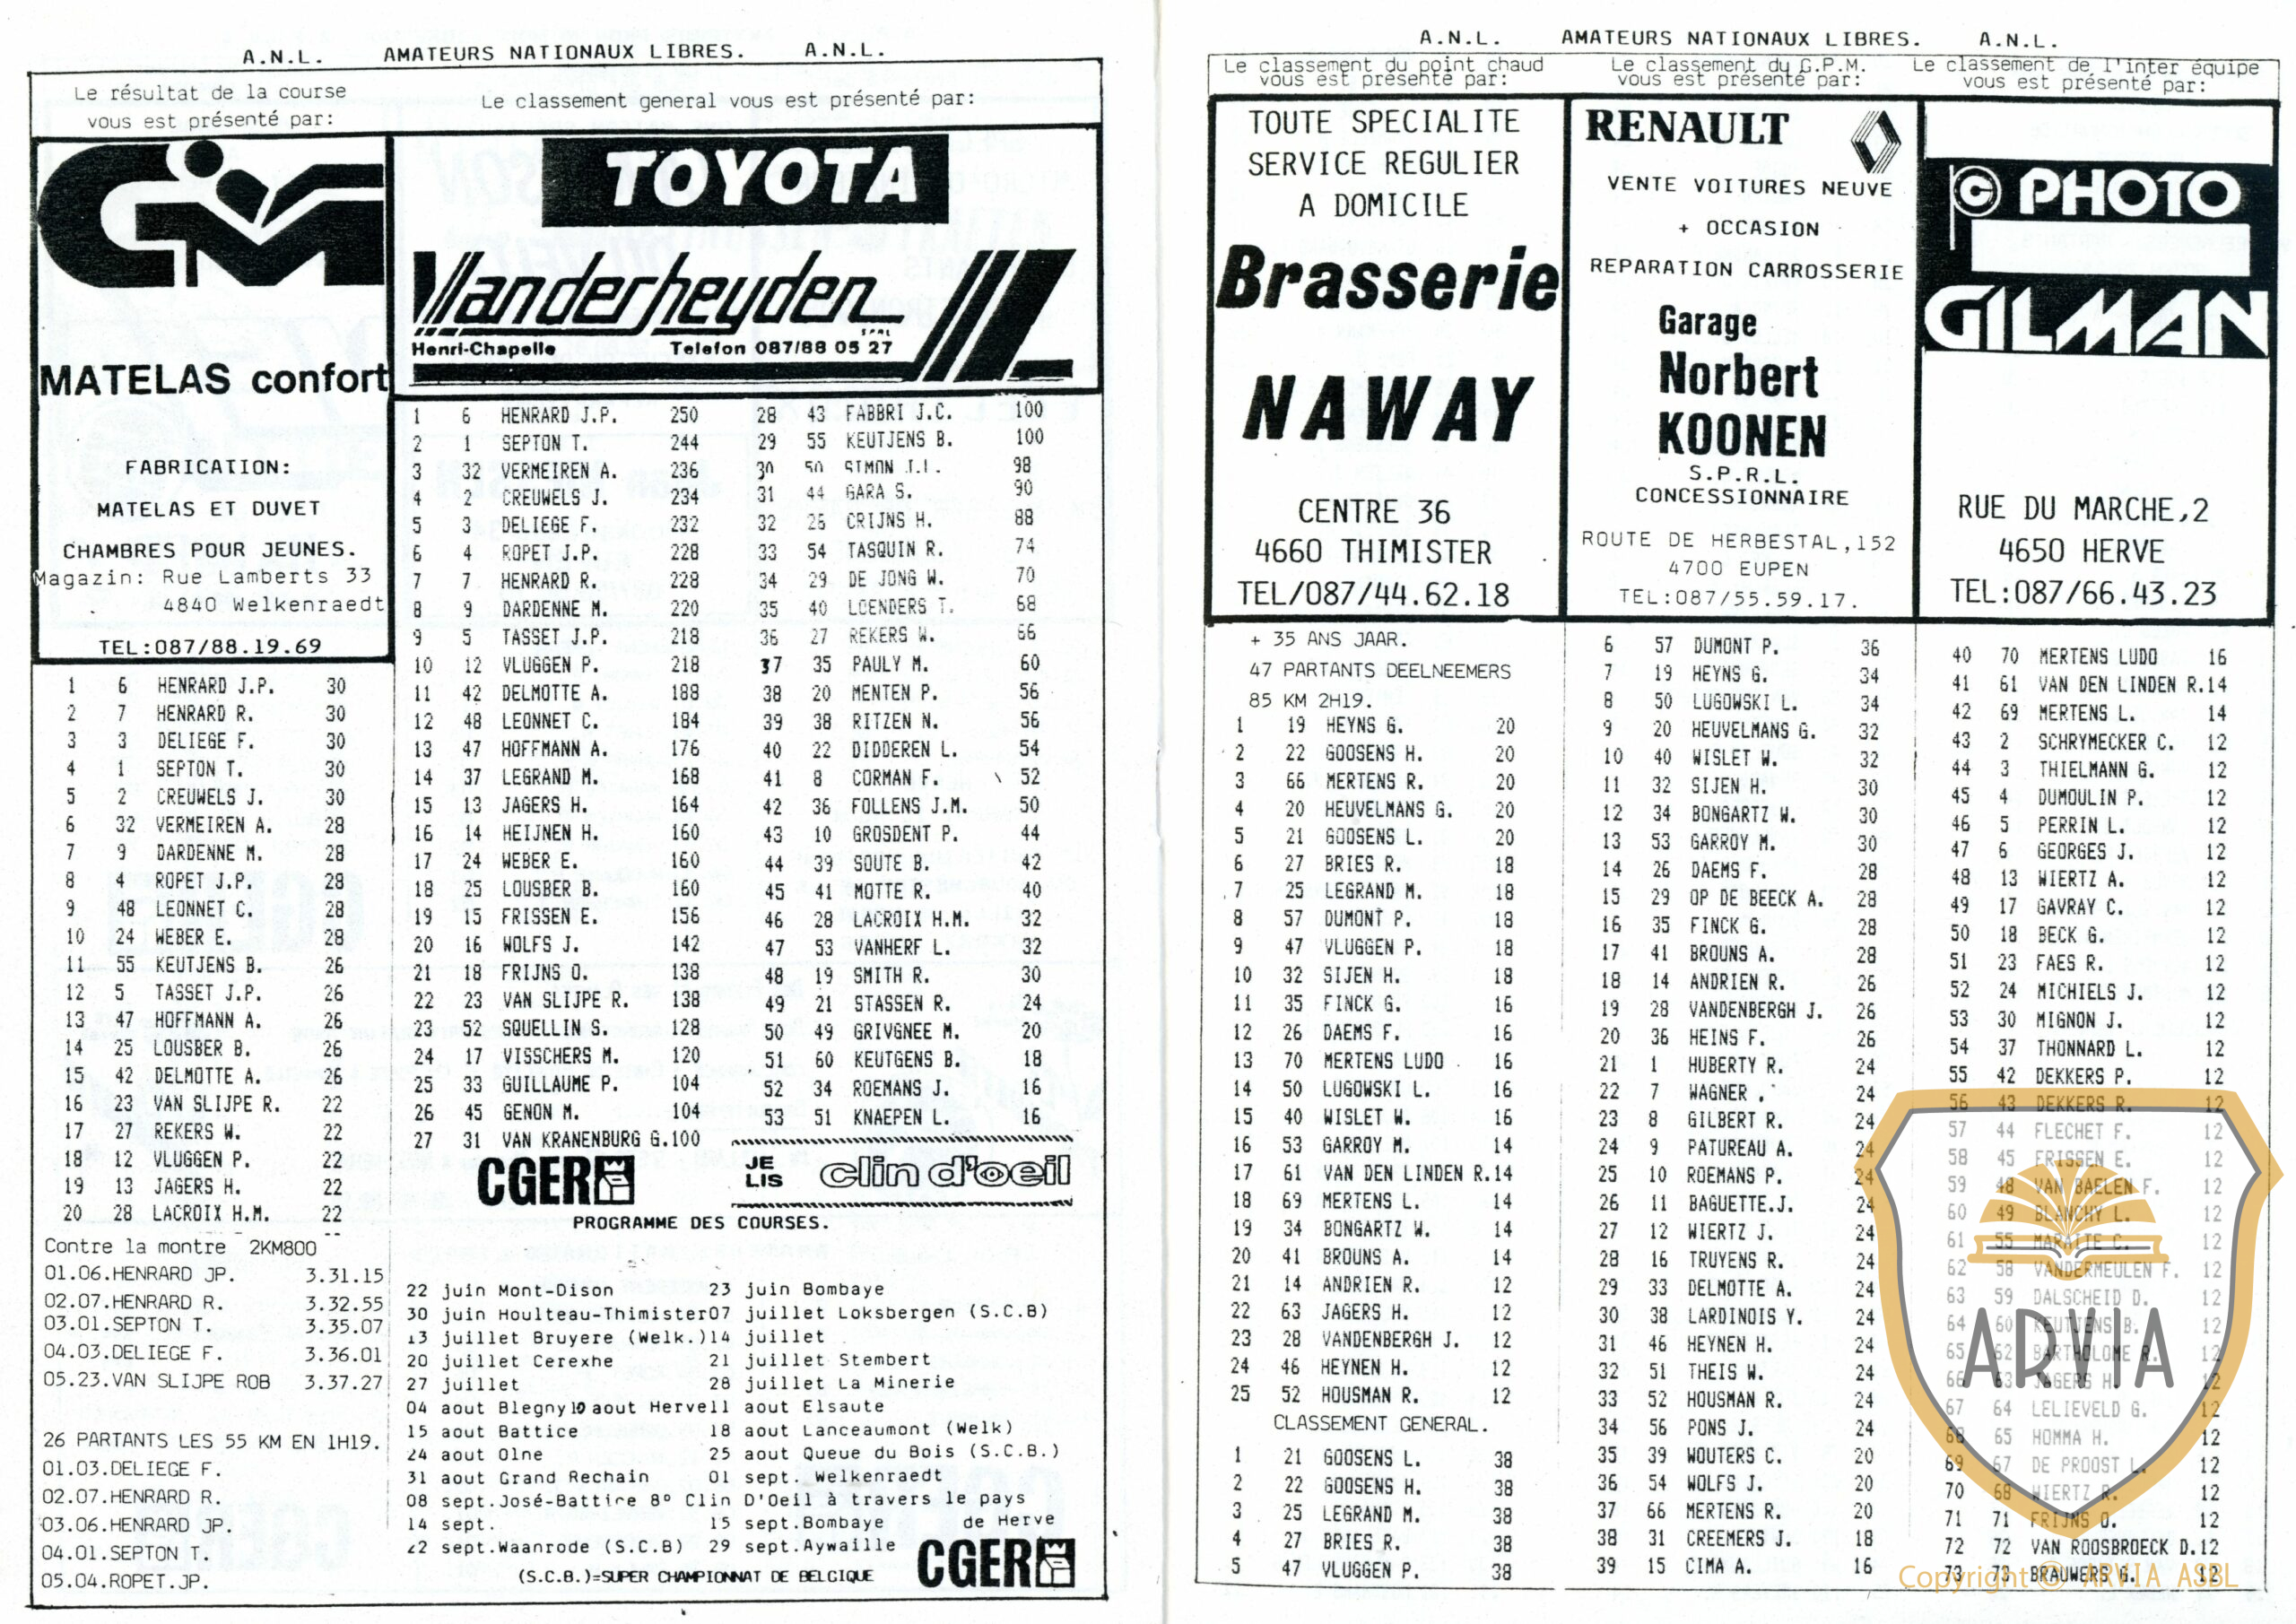 A.N.L. AMATEURS NATIONAUX LIBRES. A.N.L.
Le résultat de la course
vous est présenté par:
CM
MATELAS confort
FABRICATION:
MATELAS ET DUVET
CHAMBRES POUR JEUNES.
Magazin: Rue Lamberts 33
4840 Welkenraedt
TEL:087/88.19.69
1 6 HENRARD J.P. 30
2 7 HENRARD R. 30
3 3 DELIEGE F. 30
4 1 SEPTON T. 30
5 2 CREUWELS J. 30
6 32 VERMEIREN A. 28
7 9 DARDENNE M. 28
8 4 ROPET J.P. 28
9 48 LEONNET C. 28
10 24 WEBER E. 28
11 55 KEUTJENS B. 26
12 5 TASSET J.P. 26
13 47 HOFFMANN A. 26
14 25 LOUSBER B. 26
15 42 DELMOTTE A. 26
16 23 VAN SLIJPE R. 22
17 27 REKERS W. 22
18 12 VLUGGEN P. 22
19 13 JAGERS H. 22
20 28 LACROIX H.M. 22
Contre la montre 2KM800
01.06.HENRARD JP. 3.31.15
02.07.HENRARD R. 3.32.55
03.01.SEPTON T. 3.35.07
04.03.DELIEGE F. 3.36.01
05.23.VAN SLIJPE ROB 3.37.27
26 PARTANTS LES 55 KM EN 1H19.
01.03.DELIEGE F.
02.07.HENRARD R.
03.06.HENRARD JP.
04.01.SEPTON T.
05.04.ROPET.JP.
Le classement general vous est présenté par:
TOYOTA
Vanderheyden
SPRL
Henri-Chapelle Telefon 087/88 05 27
1 6 HENRARD J.P. 250
2 1 SEPTON T. 244
3 32 VERMEIREN A. 236
4 2 CREUWELS J. 234
5 3 DELIEGE F. 232
6 4 ROPET J.P. 228
7 7 HENRARD R. 228
8 9 DARDENNE M. 220
9 5 TASSET J.P. 218
10 12 VLUGGEN P. 218
11 42 DELMOTTE A. 188
12 48 LEONNET C. 184
13 47 HOFFMANN A. 176
14 37 LEGRAND M. 168
15 13 JAGERS H. 164
16 14 HEIJNEN H. 160
17 24 WEBER E. 160
18 25 LOUSBER B. 160
19 15 FRISSEN E. 156
20 16 WOLFS J. 142
21 18 FRIJNS O. 138
22 23 VAN SLIJPE R. 138
23 52 SQUELLIN S. 128
24 17 VISSCHERS M. 120
25 33 GUILLAUME P. 104
26 45 GENON M. 104
27 31 VAN KRANENBURG G.100
28 43 FABBRI J.C. 100
29 55 KEUTJENS B. 100
30 50 SIMON J.L. 98
31 44 GARA S. 90
32 26 CRIJNS H. 88
33 54 TASQUIN R. 74
34 29 DE JONG W. 70
35 40 LOENDERS T. 68
36 27 REKERS W. 66
37 35 PAULY M. 60
38 20 MENTEN P. 56
39 38 RITZEN N. 56
40 22 DIDDEREN L. 54
41 8 CORMAN F. 52
42 36 FOLLENS J.M. 50
43 10 GROSDENT P. 44
44 39 SOUTE B. 42
45 41 MOTTE R. 40
46 28 LACROIX H.M. 32
47 53 VANHERF L. 32
48 19 SMITH R. 30
49 21 STASSEN R. 24
50 49 GRIVGNEE M. 20
51 60 KEUTGENS B. 18
52 34 ROEMANS J. 16
53 51 KNAEPEN L. 16
CGER JE LIS clin d'oeil
PROGRAMME DES COURSES.
22 juin Mont-Dison 23 juin Bombaye
30 juin Houlteau-Thimister07 juillet Loksbergen (S.C.B)
13 juillet Bruyere (Welk.)14 juillet
20 juillet Cerexhe 21 juillet Stembert
27 juillet 28 juillet La Minerie
04 aout Blegny10 aout Herve11 aout Elsaute
15 aout Battice 18 aout Lanceaumont (Welk)
24 aout Olne 25 aout Queue du Bois (S.C.B.)
31 aout Grand Rechain 01 sept. Welkenraedt
08 sept.José-Battice 8º Clin D'Oeil à travers le pays
14 sept. 15 sept.Bombaye de Herve
22 sept.Waanrode (S.C.B) 29 sept.Aywaille
(S.C.B.)=SUPER CHAMPIONNAT DE BELGIQUE
CGER
A.N.L. AMATEURS NATIONAUX LIBRES. A.N.L.
Le classement du point chaud
vous est présenté par:
TOUTE SPECIALITE
SERVICE REGULIER
A DOMICILE
Brasserie
NAWAY
CENTRE 36
4660 THIMISTER
TEL/087/44.62.18
+ 35 ANS JAAR.
47 PARTANTS DEELNEEMERS
85 KM 2H19.
1 19 HEYNS G. 20
2 22 GOOSENS H. 20
3 66 MERTENS R. 20
4 20 HEUVELMANS G. 20
5 21 GOOSENS L. 20
6 27 BRIES R. 18
7 25 LEGRAND M. 18
8 57 DUMONT P. 18
9 47 VLUGGEN P. 18
10 32 SIJEN H. 18
11 35 FINCK G. 16
12 26 DAEMS F. 16
13 70 MERTENS LUDO 16
14 50 LUGOWSKI L. 16
15 40 WISLET W. 16
16 53 GARROY M. 14
17 61 VAN DEN LINDEN R.14
18 69 MERTENS L. 14
19 34 BONGARTZ W. 14
20 41 BROUNS A. 14
21 14 ANDRIEN R. 12
22 63 JAGERS H. 12
23 28 VANDENBERGH J. 12
24 46 HEYNEN H. 12
25 52 HOUSMAN R. 12
CLASSEMENT GENERAL.
1 21 GOOSENS L. 38
2 22 GOOSENS H. 38
3 25 LEGRAND M. 38
4 27 BRIES R. 38
5 47 VLUGGEN P. 38
Le classement du G.P.M.
vous est présenté par:
RENAULT
VENTE VOITURES NEUVE
+ OCCASION
REPARATION CARROSSERIE
Garage
Norbert
KOONEN
S.P.R.L.
CONCESSIONNAIRE
ROUTE DE HERBESTAL,152
4700 EUPEN
TEL:087/55.59.17.
6 57 DUMONT P. 36
7 19 HEYNS G. 34
8 50 LUGOWSKI L. 34
9 20 HEUVELMANS G. 32
10 40 WISLET W. 32
11 32 SIJEN H. 30
12 34 BONGARTZ W. 30
13 53 GARROY M. 30
14 26 DAEMS F. 28
15 29 OP DE BEECK A. 28
16 35 FINCK G. 28
17 41 BROUNS A. 28
18 14 ANDRIEN R. 26
19 28 VANDENBERGH J. 26
20 36 HEINS F. 26
21 1 HUBERTY R. 24
22 7 WAGNER . 24
23 8 GILBERT R. 24
24 9 PATUREAU A. 24
25 10 ROEMANS P. 24
26 11 BAGUETTE.J. 24
27 12 WIERTZ J. 24
28 16 TRUYENS R. 24
29 33 DELMOTTE A. 24
30 38 LARDINOIS Y. 24
31 46 HEYNEN H. 24
32 51 THEIS W. 24
33 52 HOUSMAN R. 24
34 56 PONS J. 24
35 39 WOUTERS C. 20
36 54 WOLFS J. 20
37 66 MERTENS R. 20
38 31 CREEMERS J. 18
39 15 CIMA A. 16
Le classement de l'inter équipe
vous est présenté par:
PHOTO
GILMAN
RUE DU MARCHE,2
4650 HERVE
TEL:087/66.43.23
40 70 MERTENS LUDO 16
41 61 VAN DEN LINDEN R.14
42 69 MERTENS L. 14
43 2 SCHRYMECKER C. 12
44 3 THIELMANN G. 12
45 4 DUMOULIN P. 12
46 5 PERRIN L. 12
47 6 GEORGES J. 12
48 13 WIERTZ A. 12
49 17 GAVRAY C. 12
50 18 BECK G. 12
51 23 FAES R. 12
52 24 MICHIELS J. 12
53 30 MIGNON J. 12
54 37 THONNARD L. 12
55 42 DEKKERS P. 12
56 43 DEKKERS R. 12
57 44 FLECHET F. 12
58 45 FRISSEN E. 12
59 48 VAN BAELEN F. 12
60 49 BLANCHY L. 12
61 55 MARAITE C. 12
62 58 VANDERMEULEN F. 12
63 59 DALSCHEID D. 12
64 60 KEUTJENS B. 12
65 62 BARTHOLOME R. 12
66 63 JAGERS H. 12
67 64 LELIEVELD G. 12
68 65 HOMMA H. 12
69 67 DE PROOST L. 12
70 68 WIERTZ R. 12
71 71 FRIJNS O. 12
72 72 VAN ROOSBROECK D.12
73 73 BRAUWERS G. 12
ARVIA
Copyright © ARVIA ASBL